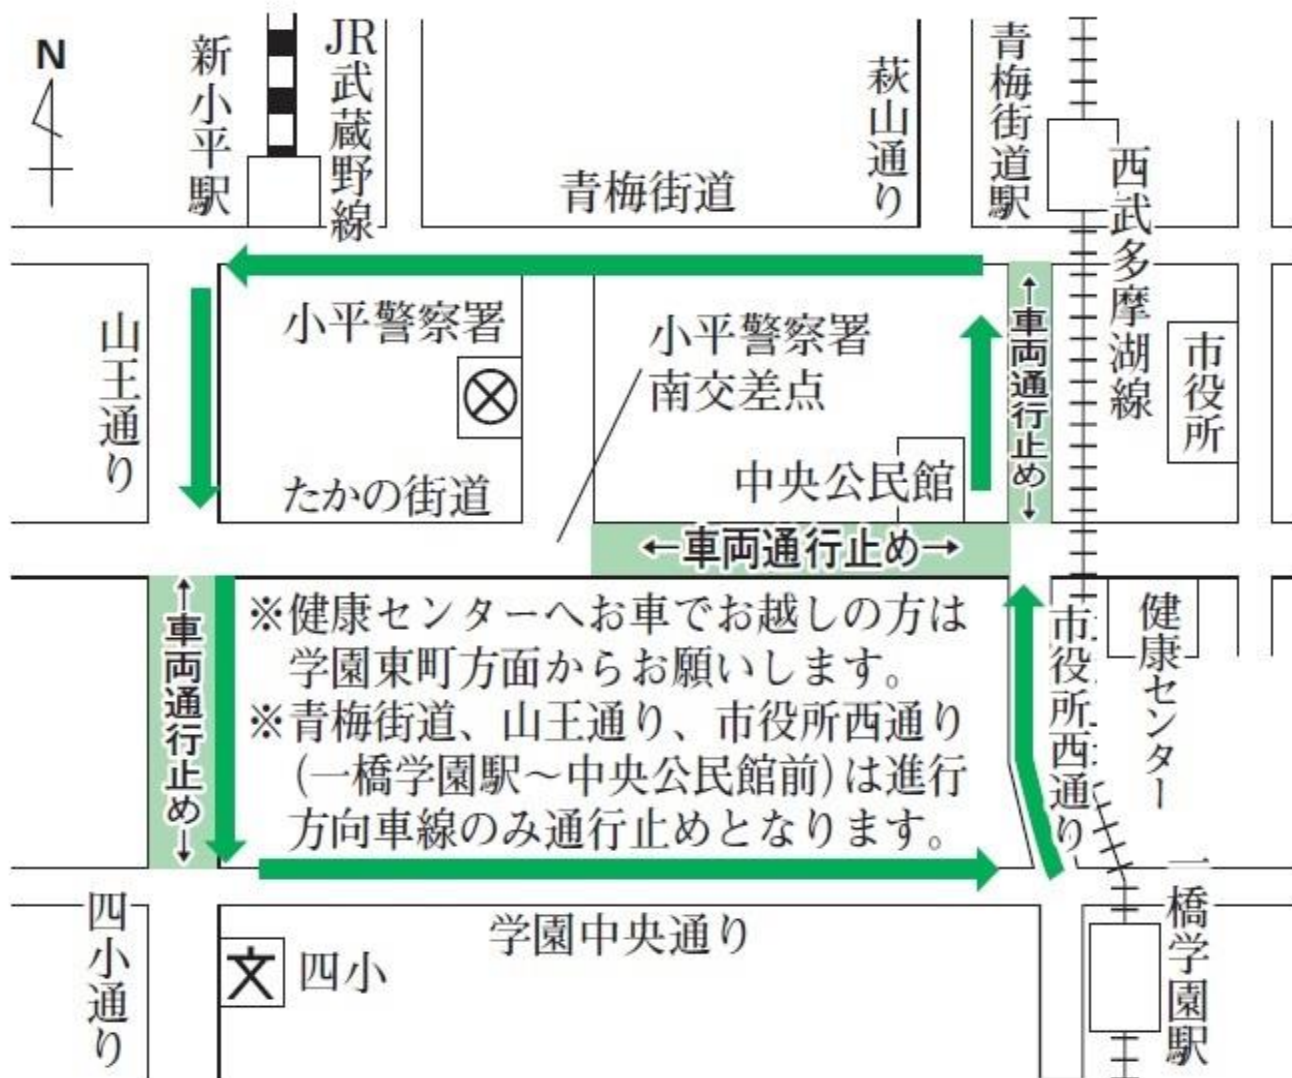 N
新小平駅
JR武蔵野線
青梅街道
萩山通り
青梅街道駅
西武多摩湖線
山王通り
小平警察署
小平警察署
南交差点
←車両通行止め→
市役所
たかの街道
中央公民館
←車両通行止め→
←車両通行止め→
※健康センターへお車でお越しの方は
学園東町方面からお願いします。
※青梅街道、山王通り、市役所西通り
(一橋学園駅～中央公民館前)は進行
方向車線のみ通行止めとなります。
市役所西通り
健康センター
四小通り
文
四小
学園中央通り
一橋学園駅